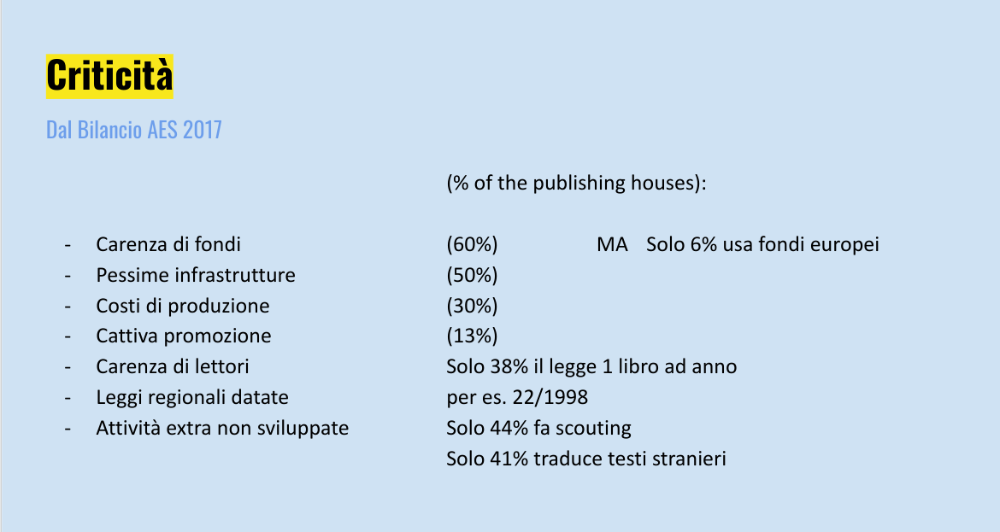 Criticità
Dal Bilancio AES 2017
(% of the publishing houses):
- Carenza di fondi (60%) MA Solo 6% usa fondi europei
- Pessime infrastrutture (50%)
- Costi di produzione (30%)
- Cattiva promozione (13%)
- Carenza di lettori Solo 38% il legge 1 libro ad anno
- Leggi regionali datate per es. 22/1998
- Attività extra non sviluppate Solo 44% fa scouting
Solo 41% traduce testi stranieri